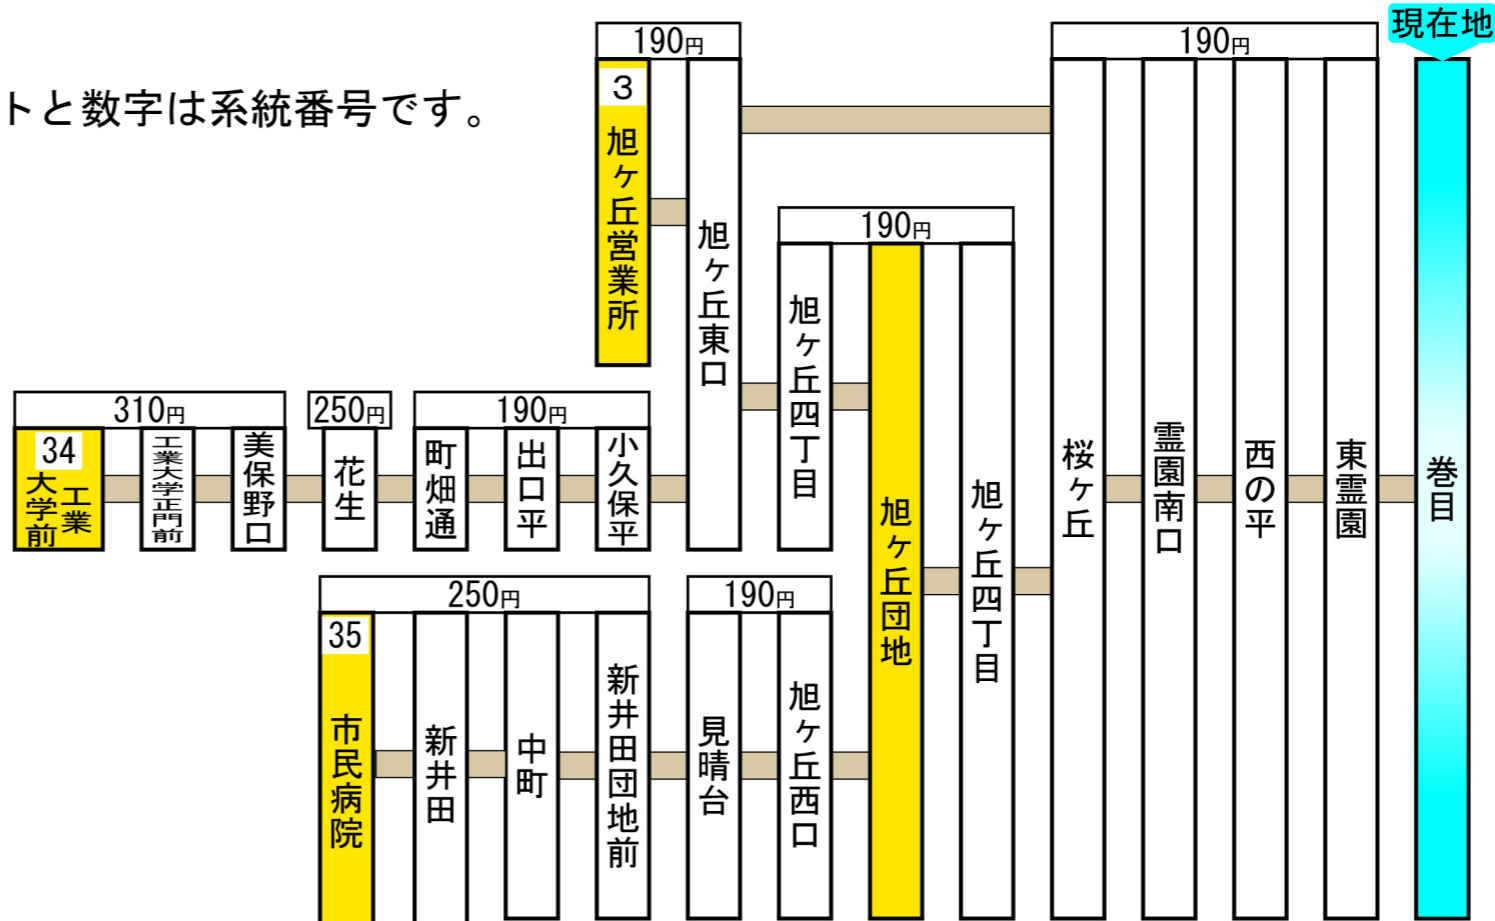 現在地
190円
190円
3
旭ヶ丘営業所
トと数字は系統番号です。
旭ヶ丘東口
190円
旭ヶ丘四丁目
旭ヶ丘団地
旭ヶ丘四丁目
桜ヶ丘
霊園南口
西の平
東霊園
巻目
310円
250円
190円
34
工業
大学前
工業大学正門前
美保野口
花生
町畑通
出口平
小久保平
250円
190円
35
市民病院
新井田
中町
新井田団地前
見晴台
旭ヶ丘西口